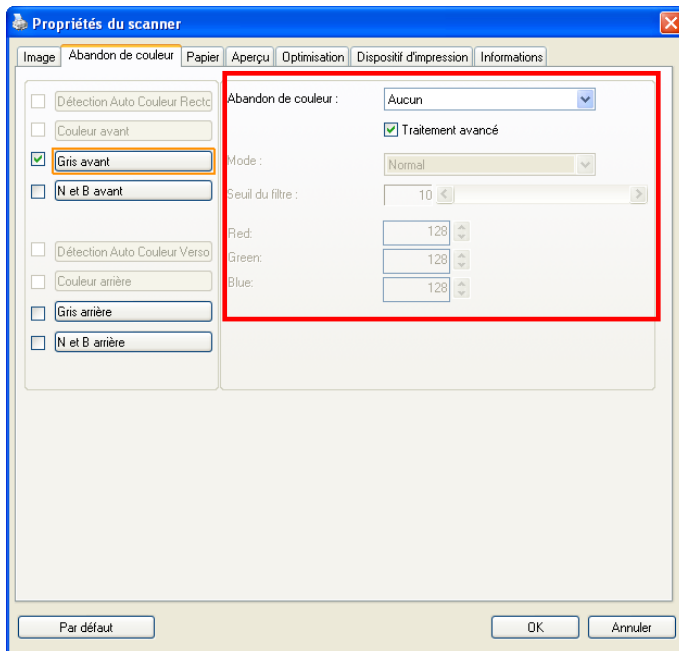 Propriétés du scanner
Image Abandon de couleur Papier Aperçu Optimisation Dispositif d'impression Informations
Détection Auto Couleur Recto
Couleur avant
Gris avant
N et B avant
Détection Auto Couleur Verso
Couleur arrière
Gris arrière
N et B arrière
Abandon de couleur : Aucun
Traitement avancé
Mode : Normal
Seuil du filtre : 10
Red: 128
Green: 128
Blue: 128
Par défaut OK Annuler